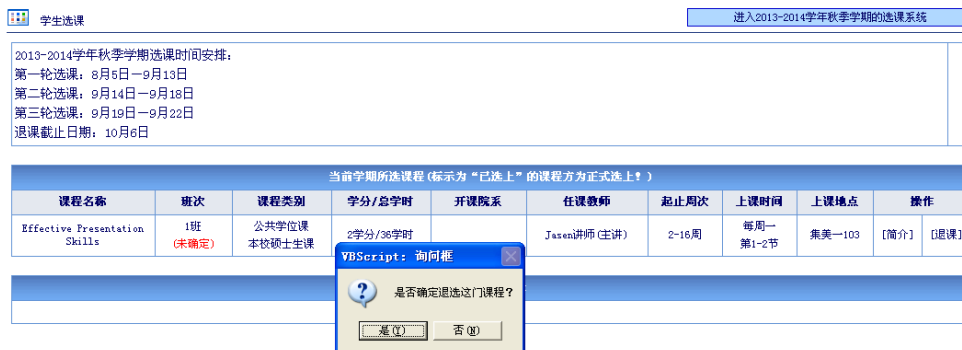 学生选课
进入2013-2014学年秋季学期的选课系统
2013-2014学年秋季学期选课时间安排：
第一轮选课：8月5日－9月13日
第二轮选课：9月14日－9月18日
第三轮选课：9月19日－9月22日
退课截止日期：10月6日
当前学期所选课程(标示为“已选上”的课程方为正式选上！)
课程名称 班次 课程类别 学分/总学时 开课院系 任课教师 起止周次 上课时间 上课地点 操作
Effective Presentation Skills 1班 (未确定) 公共学位课 本校硕士生课 2学分/36学时 Jasen讲师(主讲) 2-16周 每周一 第1-2节 集美一103 [简介] [退课]
VBScript: 询问框
是否确定退选这门课程？
是(Y) 否(N)